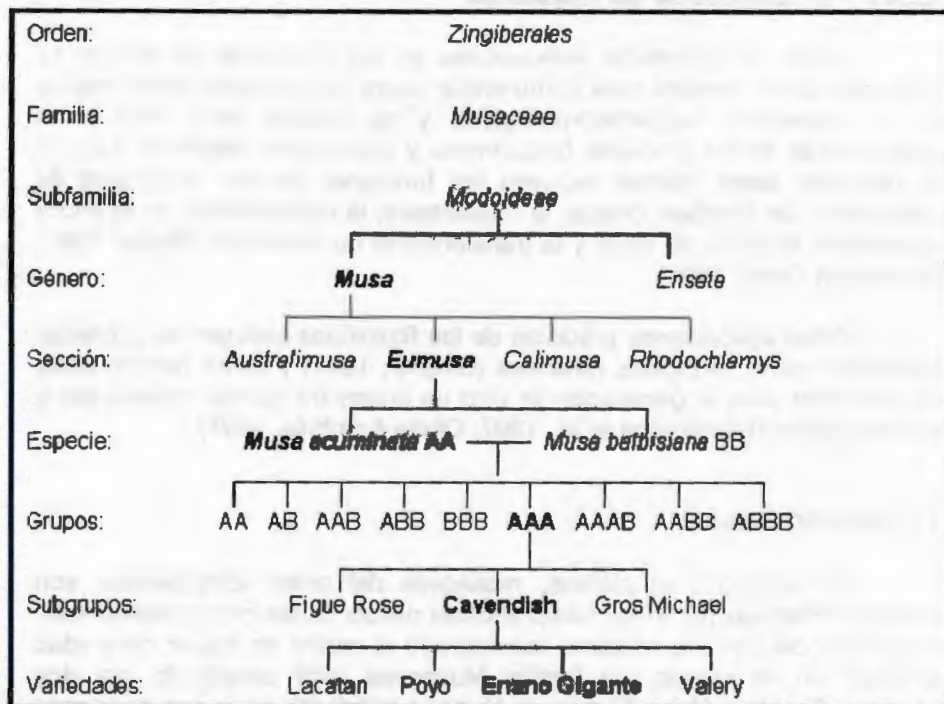 Orden: Zingiberales
Familia: Musaceae
Subfamilia: Modoideae
Género: Musa Ensete
Sección: Australimusa Eumusa Calimusa Rhodochlamys
Especie: Musa acuminata AA Musa balbisiana BB
Grupos: AA AB AAB ABB BBB AAA AAAB AABB ABBB
Subgrupos: Figue Rose Cavendish Gros Michael
Variedades: Lacatan Poyo Enano Gigante Valery